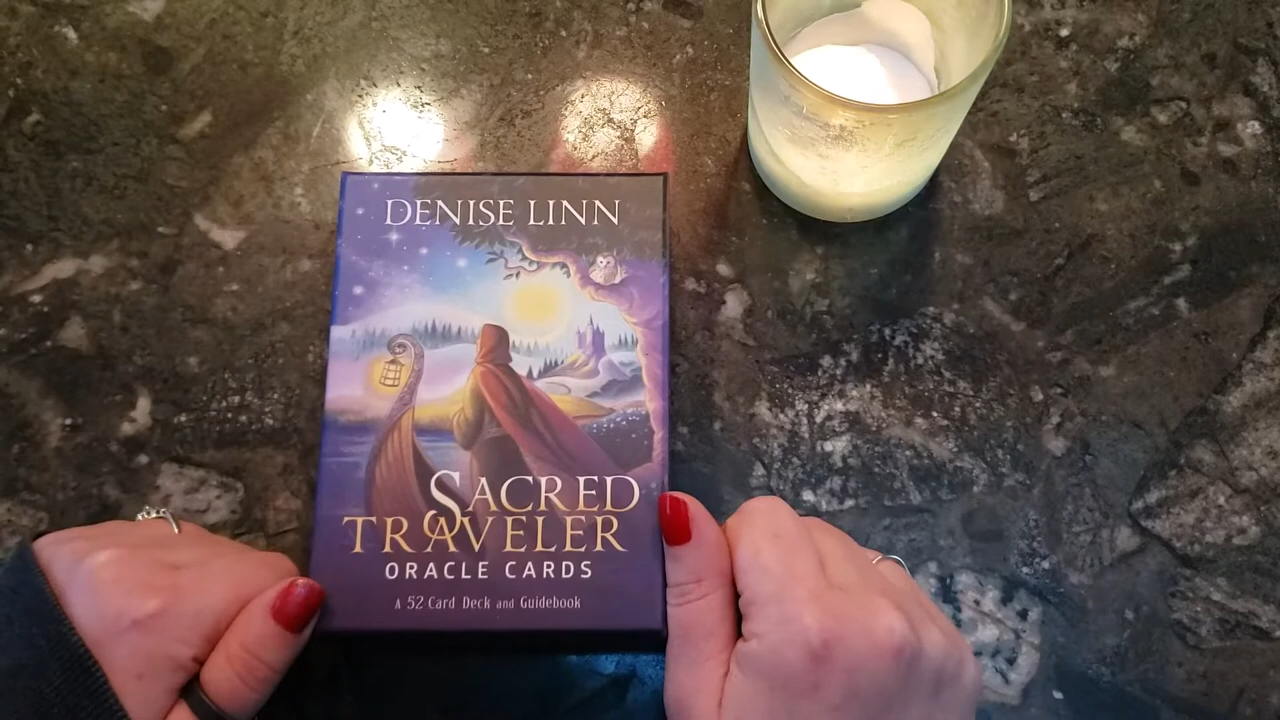 DENISE LINN
SACRED
TRAVELER
ORACLE CARDS
A 52 Card Deck and Guidebook